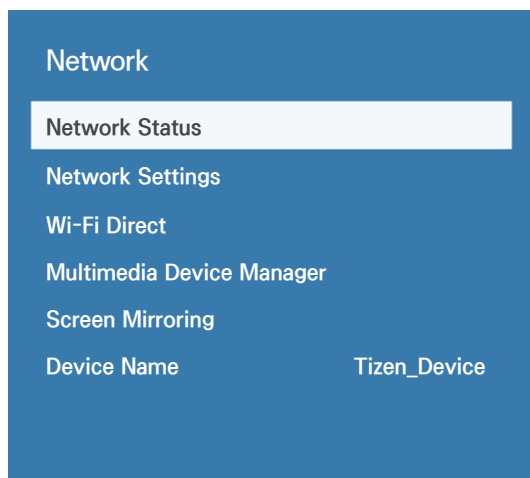 Network
Network Status
Network Settings
Wi-Fi Direct
Multimedia Device Manager
Screen Mirroring
Device Name Tizen_Device